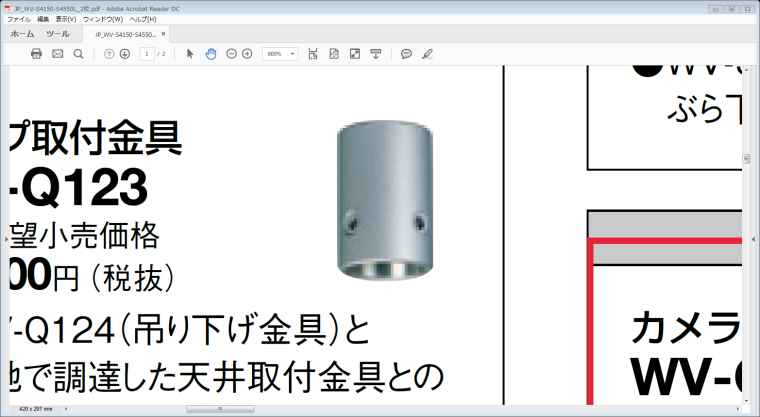 JP_WV-S4150-S4550L_2校.pdf - Adobe Acrobat Reader DC
ファイル 編集 表示(V) ウィンドウ(W) ヘルプ(H)
ホーム ツール JP_WV-S4150-S4550... ×
1 / 2 800%
プ取付金具
-Q123
望小売価格
00円（税抜）
-Q124（吊り下げ金具）と
地で調達した天井取付金具との
ぶら下
カメラ
WV-
420 x 297 mm